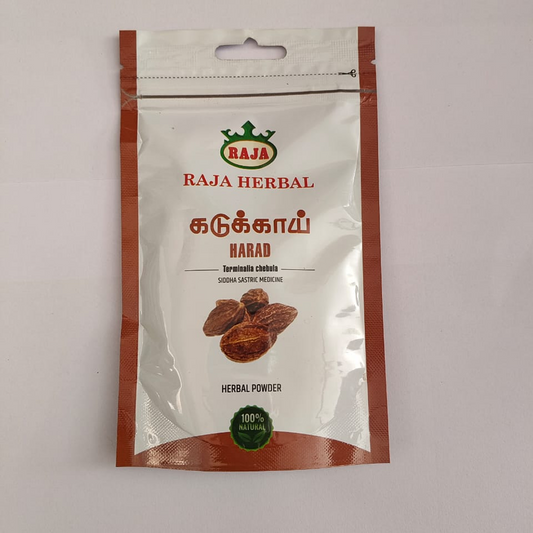 RAJA
RAJA HERBAL
கடுக்காய்
HARAD
Terminalia chebula
SIDDHA SASTRIC MEDICINE
HERBAL POWDER
100%
NATURAL